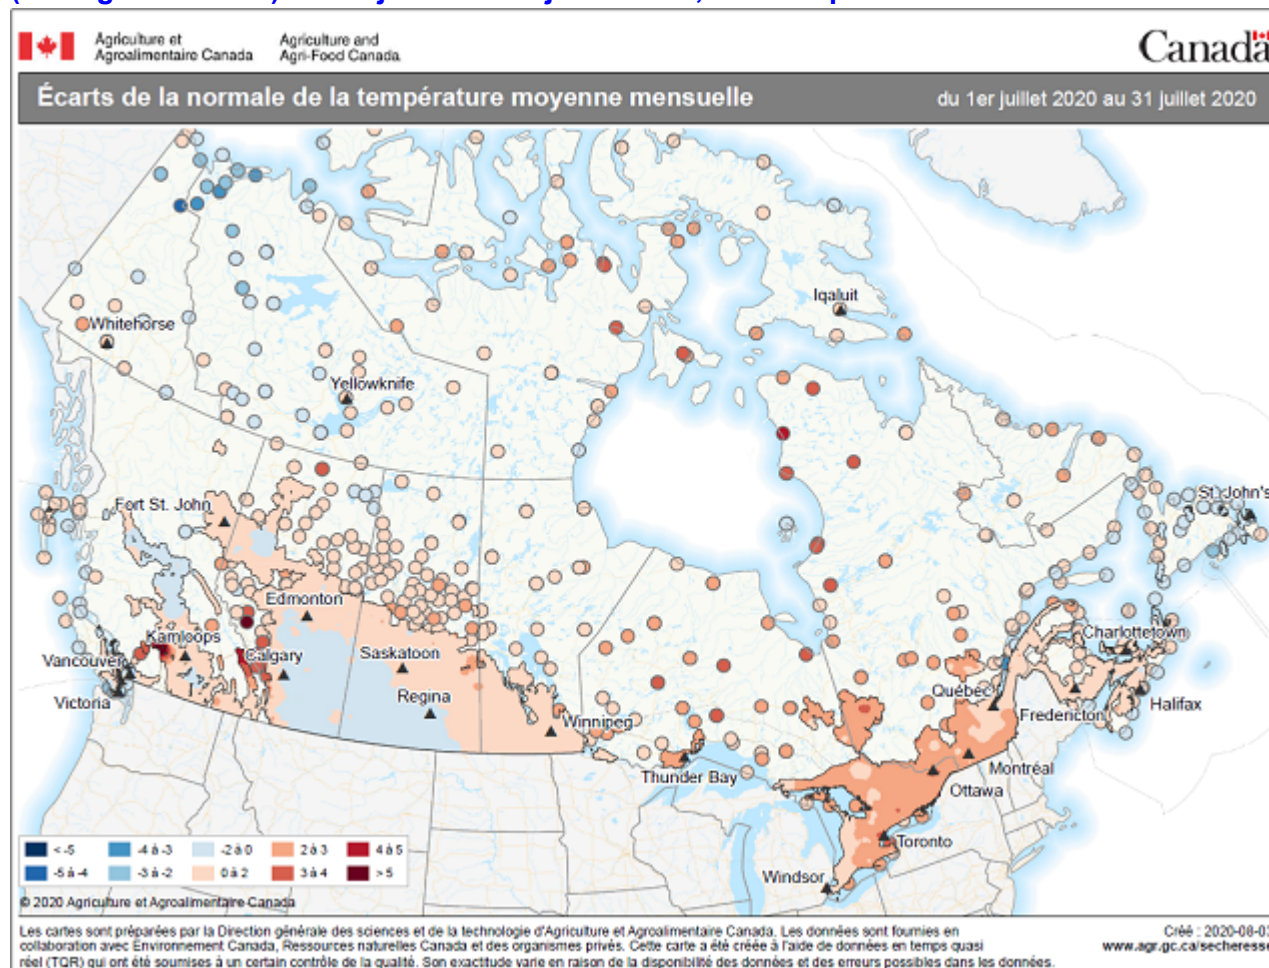 Agriculture et Agriculture and
Agroalimentaire Canada Agri-Food Canada
Canada
Écarts de la normale de la température moyenne mensuelle du 1er juillet 2020 au 31 juillet 2020
Iqaluit
Whitehorse
Yellowknife
Fort St. John
St. John's
Edmonton
Kamloops
Charlottetown
Vancouver
Calgary
Saskatoon
Victoria
Regina
Québec
Halifax
Winnipeg
Fredericton
Thunder Bay
Montréal
Ottawa
Toronto
Windsor
<-5 -4 à -3 -2 à 0 2 à 3 4 à 5
-5 à -4 -3 à -2 0 à 2 3 à 4 >5
© 2020 Agriculture et Agroalimentaire Canada
Les cartes sont préparées par la Direction générale des sciences et de la technologie d'Agriculture et Agroalimentaire Canada. Les données sont fournies en
collaboration avec Environnement Canada, Ressources naturelles Canada et des organismes privés. Cette carte a été créée à l'aide de données en temps quasi
réel (TQR) qui ont été soumises à un certain contrôle de la qualité. Son exactitude varie en raison de la disponibilité des données et des erreurs possibles dans les données.
Créé : 2020-08-03
www.agr.gc.ca/secheresse